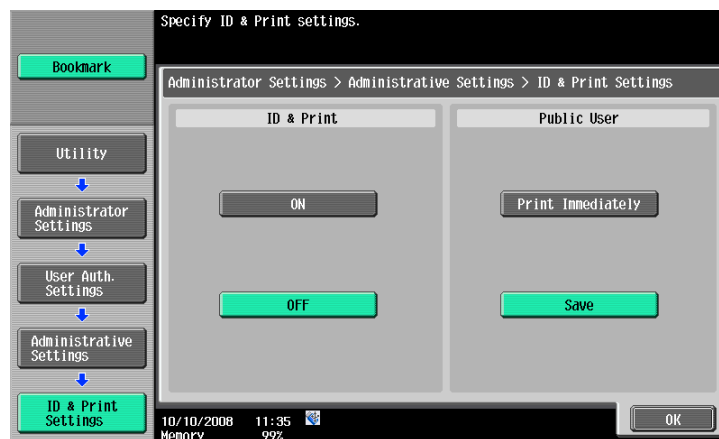 Specify ID & Print settings.
Bookmark
Administrator Settings > Administrative Settings > ID & Print Settings
ID & Print
Public User
Utility
ON
Print Immediately
Administrator
Settings
User Auth.
Settings
OFF
Save
Administrative
Settings
ID & Print
Settings
10/10/2008 11:35
Memory 99%
OK